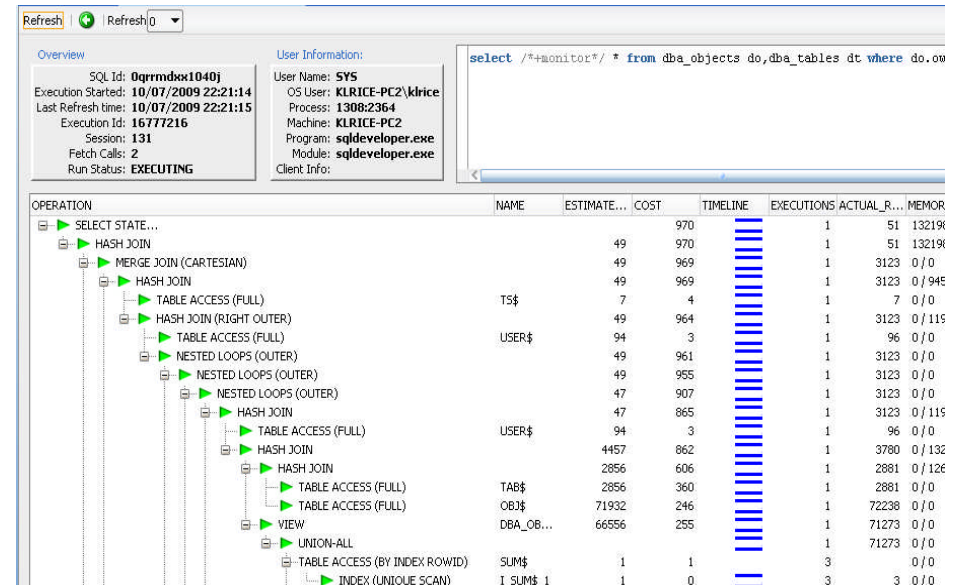 Refresh Refresh 0
Overview
SQL Id: 0qrrmdxx1040j
Execution Started: 10/07/2009 22:21:14
Last Refresh time: 10/07/2009 22:21:15
Execution Id: 16777216
Session: 131
Fetch Calls: 2
Run Status: EXECUTING
User Information:
User Name: SYS
OS User: KLRICE-PC2\klrice
Process: 1308:2364
Machine: KLRICE-PC2
Program: sqldeveloper.exe
Module: sqldeveloper.exe
Client Info:
select /*+monitor*/ * from dba_objects do,dba_tables dt where do.ow
OPERATION NAME ESTIMATE... COST TIMELINE EXECUTIONS ACTUAL_R... MEMOR
SELECT STATE... 970 1 51 132198
HASH JOIN 49 970 1 51 132198
MERGE JOIN (CARTESIAN) 49 969 1 3123 0 / 0
HASH JOIN 49 969 1 3123 0 / 945
TABLE ACCESS (FULL) TS$ 7 4 1 7 0 / 0
HASH JOIN (RIGHT OUTER) 49 964 1 3123 0 / 119
TABLE ACCESS (FULL) USER$ 94 3 1 96 0 / 0
NESTED LOOPS (OUTER) 49 961 1 3123 0 / 0
NESTED LOOPS (OUTER) 49 955 1 3123 0 / 0
NESTED LOOPS (OUTER) 47 907 1 3123 0 / 0
HASH JOIN 47 865 1 3123 0 / 119
TABLE ACCESS (FULL) USER$ 94 3 1 96 0 / 0
HASH JOIN 4457 862 1 3780 0 / 132
HASH JOIN 2856 606 1 2881 0 / 126
TABLE ACCESS (FULL) TAB$ 2856 360 1 2881 0 / 0
TABLE ACCESS (FULL) OBJ$ 71932 246 1 72238 0 / 0
VIEW DBA_OB... 66556 255 1 71273 0 / 0
UNION-ALL 1 71273 0 / 0
TABLE ACCESS (BY INDEX ROWID) SUM$ 1 1 3 0 / 0
INDEX (UNIQUE SCAN) I_SUM$_1 1 0 3 3 0 / 0